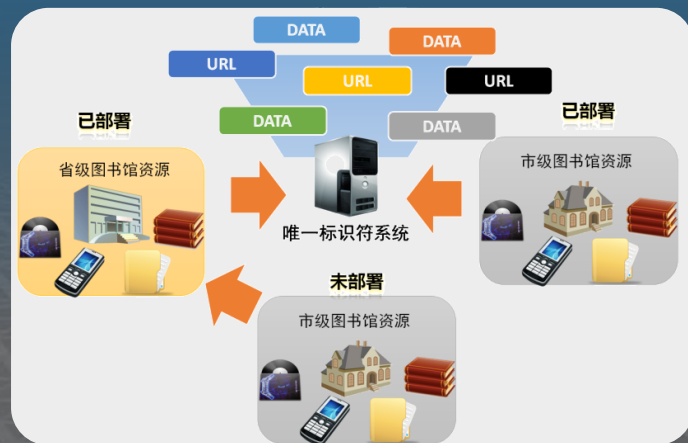 DATA
DATA
URL
URL
URL
DATA
DATA
已部署
已部署
省级图书馆资源
市级图书馆资源
唯一标识符系统
未部署
市级图书馆资源